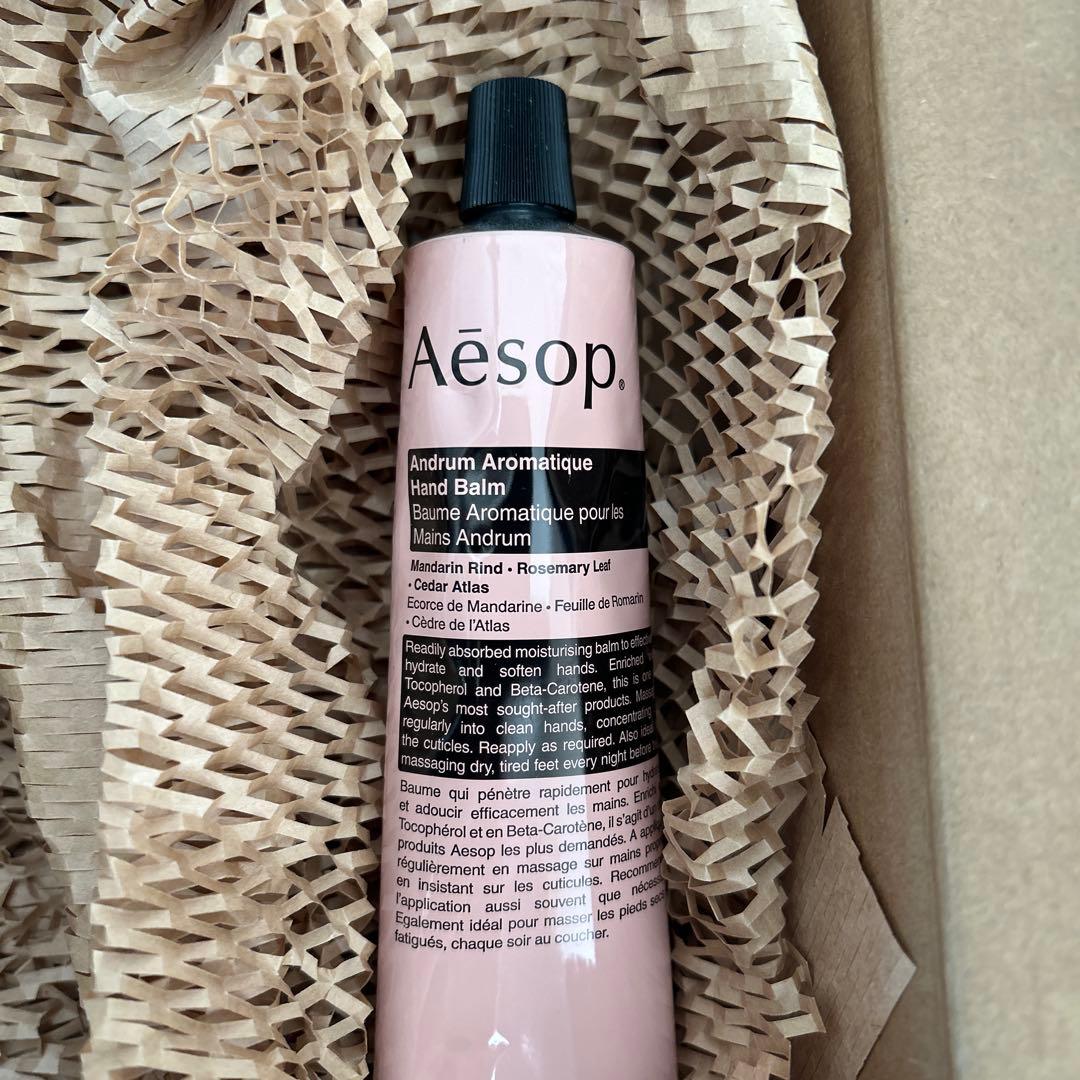 Aēsop.®
Andrum Aromatique
Hand Balm
Baume Aromatique pour les
Mains Andrum
Mandarin Rind • Rosemary Leaf
• Cedar Atlas
Ecorce de Mandarine • Feuille de Romarin
• Cèdre de l'Atlas
Readily absorbed moisturising balm to
hydrate and soften hands. Enriched
Tocopherol and Beta-Carotene, this is one
Aesop's most sought-after products.
regularly into clean hands, concentrating
the cuticles. Reapply as required. Also
massaging dry, tired feet every night before
Baume qui pénètre rapidement pour
et adoucir efficacement les mains.
Tocophérol et en Beta-Carotène, il s'agit d'un
produits Aesop les plus demandés. A
régulièrement en massage sur mains
en insistant sur les cuticules.
l'application aussi souvent que
Egalement idéal pour masser les pieds secs
fatigués, chaque soir au coucher.